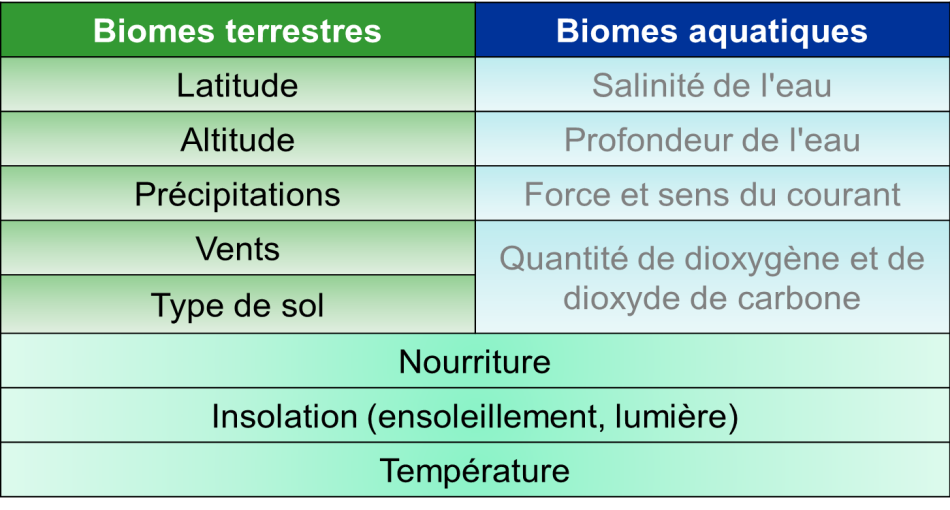 Biomes terrestres
Biomes aquatiques
Latitude
Salinité de l'eau
Altitude
Profondeur de l'eau
Précipitations
Force et sens du courant
Vents
Quantité de dioxygène et de
dioxyde de carbone
Type de sol
Nourriture
Insolation (ensoleillement, lumière)
Température